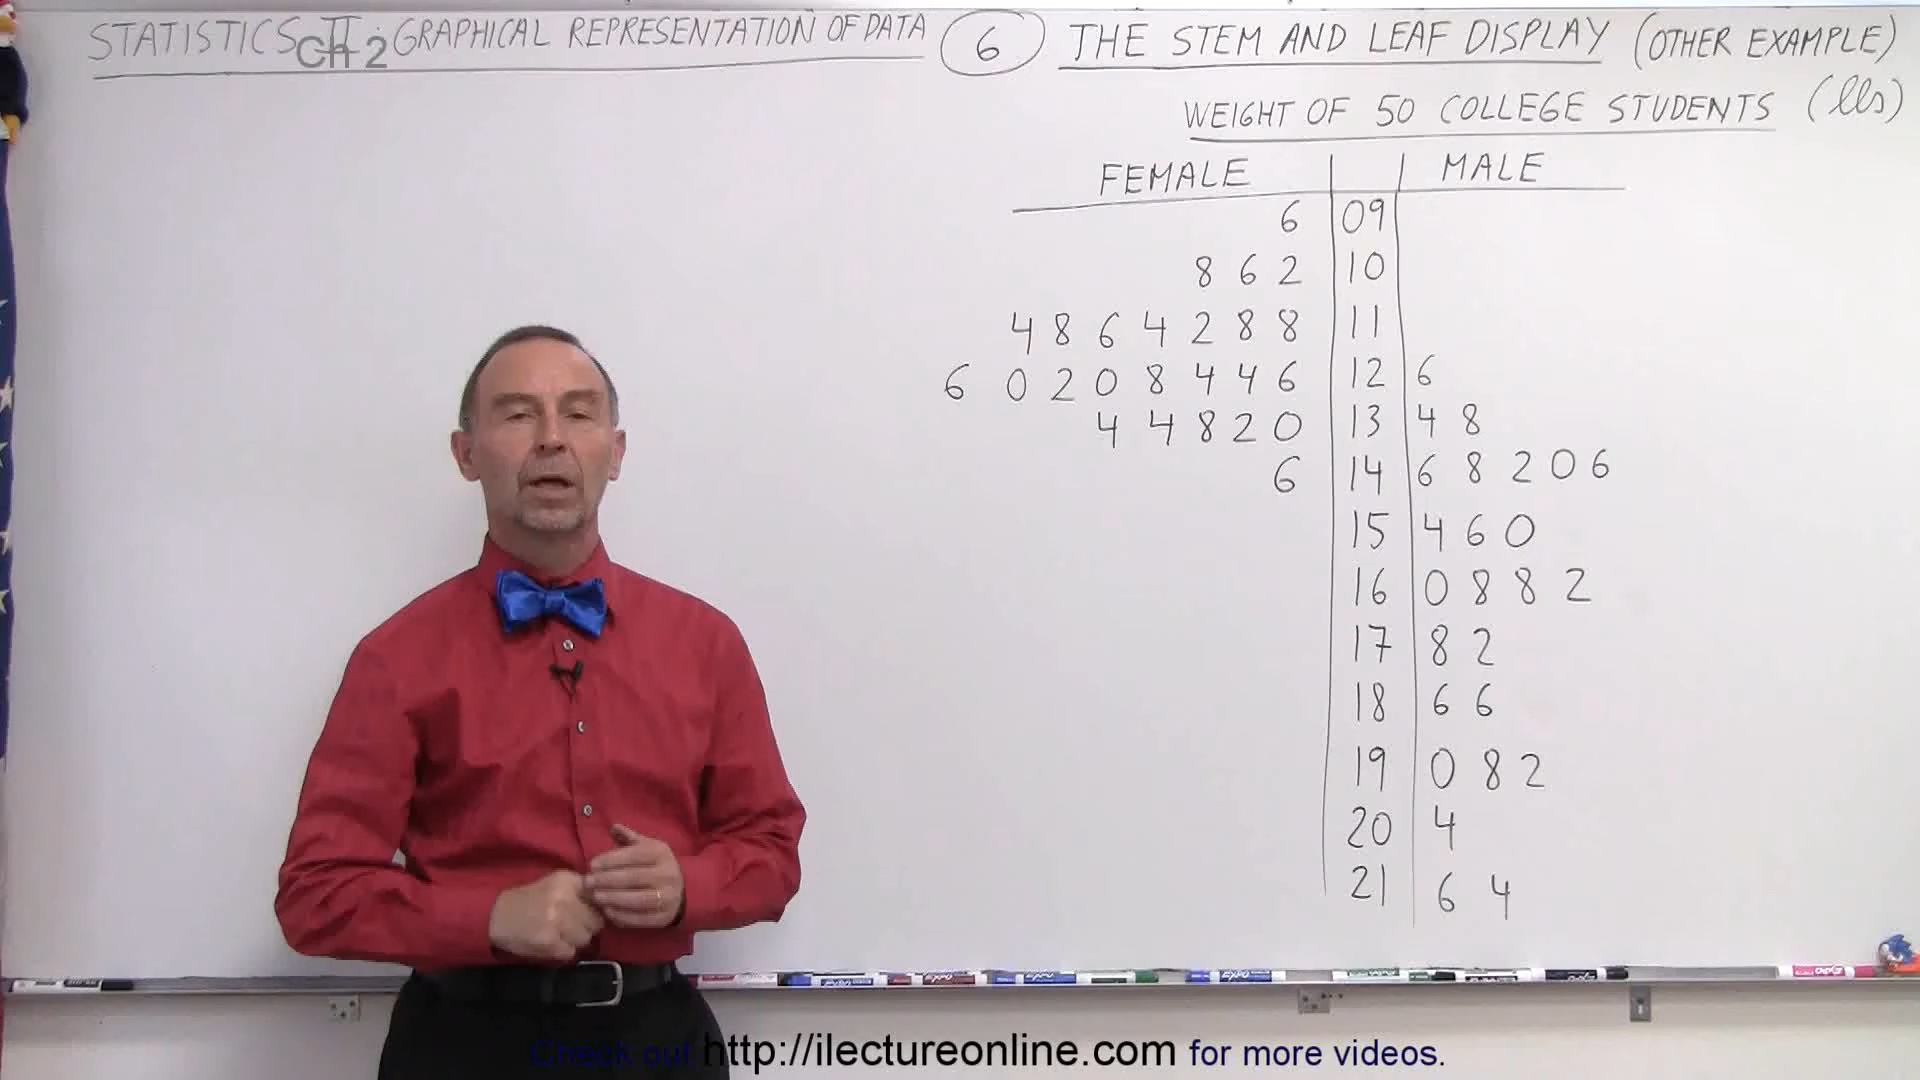 STATISTICS II: GRAPHICAL REPRESENTATION OF DATA 6 THE STEM AND LEAF DISPLAY (OTHER EXAMPLE)
Ch 2
WEIGHT OF 50 COLLEGE STUDENTS (lbs)
FEMALE MALE
6 09
8 6 2 10
4 8 6 4 2 8 8 11
6 0 2 0 8 4 4 6 12 6
4 4 8 2 0 13 4 8
6 14 6 8 2 0 6
15 4 6 0
16 0 8 8 2
17 8 2
18 6 6
19 0 8 2
20 4
21 6 4
Check out http://ilectureonline.com for more videos.